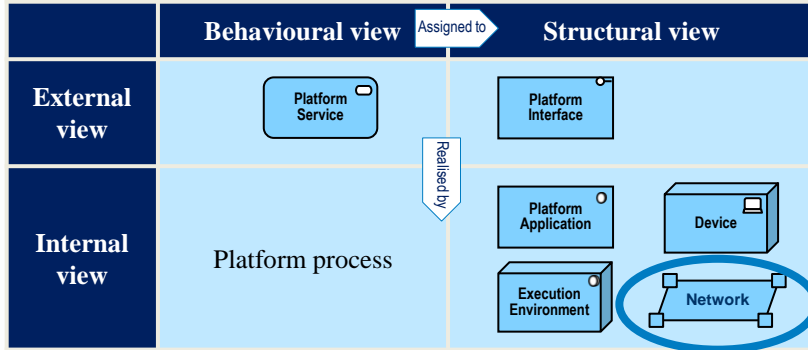 Behavioural view
Assigned to
Structural view
External
view
Platform
Service
Platform
Interface
Realised by
Internal
view
Platform process
Platform
Application
Device
Execution
Environment
Network